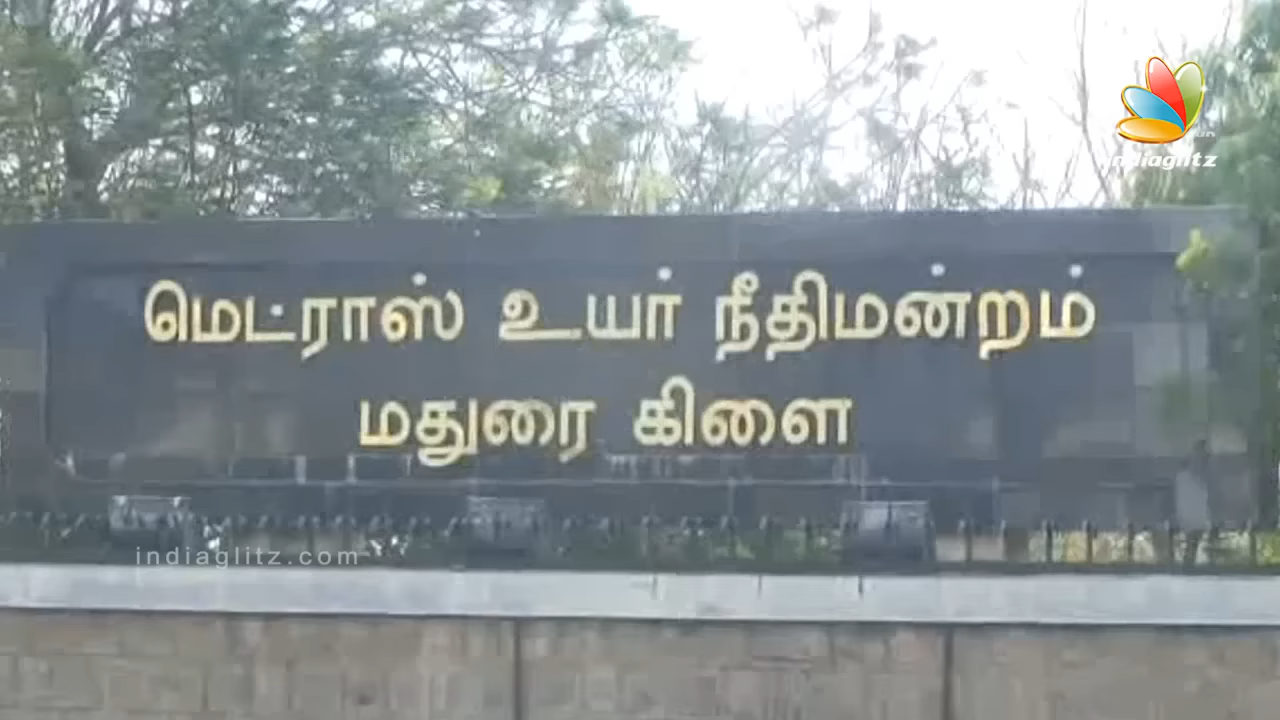 indiaglitz
மெட்ராஸ் உயர் நீதிமன்றம்
மதுரை கிளை
indiaglitz.com